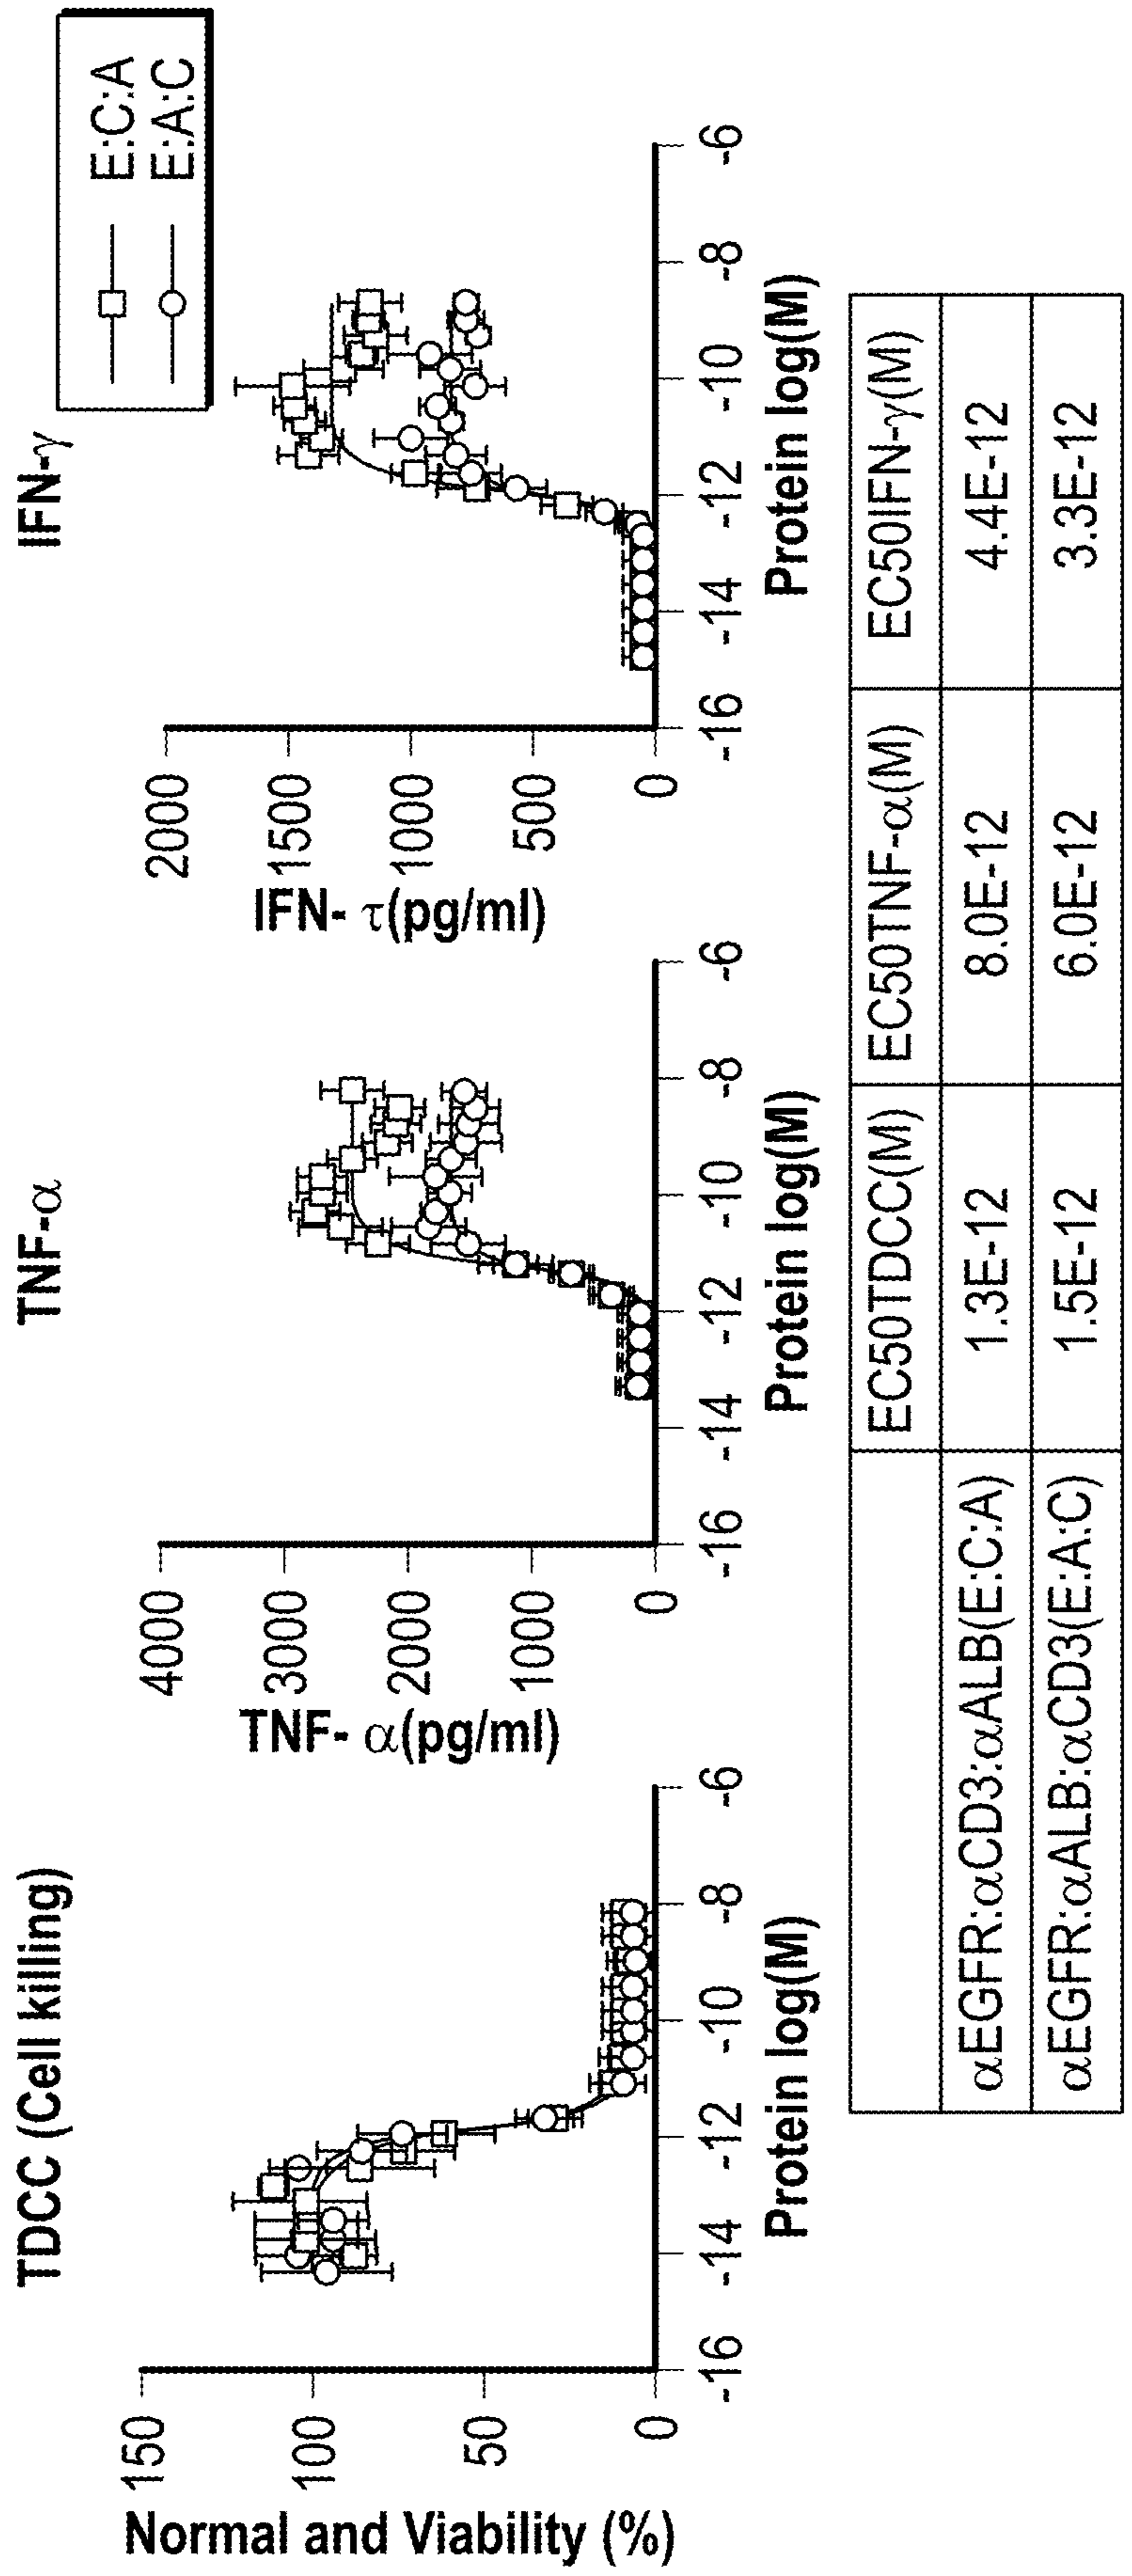 E:C:A
E:A:C
TDCC (Cell killing)
Normal and Viability (%)
150
100
50
0
-16 -14 -12 -10 -8 -6
Protein log(M)
TNF-α
TNF- α(pg/ml)
4000
3000
2000
1000
0
-16 -14 -12 -10 -8 -6
Protein log(M)
IFN-γ
IFN- τ(pg/ml)
2000
1500
1000
500
0
-16 -14 -12 -10 -8 -6
Protein log(M)
EC50TDCC(M) EC50TNF-α(M) EC50IFN-γ(M)
αEGFR:αCD3:αALB(E:C:A) 1.3E-12 8.0E-12 4.4E-12
αEGFR:αALB:αCD3(E:A:C) 1.5E-12 6.0E-12 3.3E-12